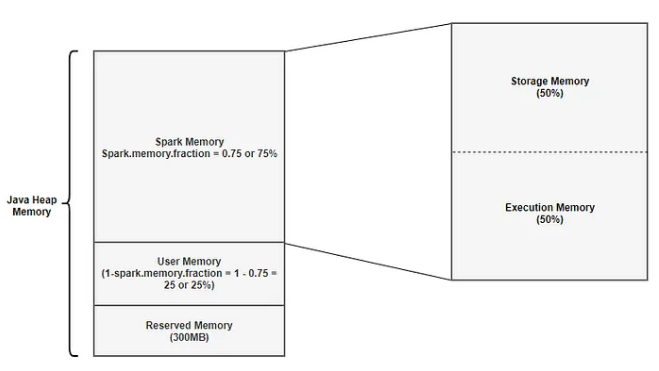 Java Heap
Memory
Spark Memory
Spark.memory.fraction = 0.75 or 75%
User Memory
(1-spark.memory.fraction = 1 - 0.75 =
25 or 25%)
Reserved Memory
(300MB)
Storage Memory
(50%)
Execution Memory
(50%)